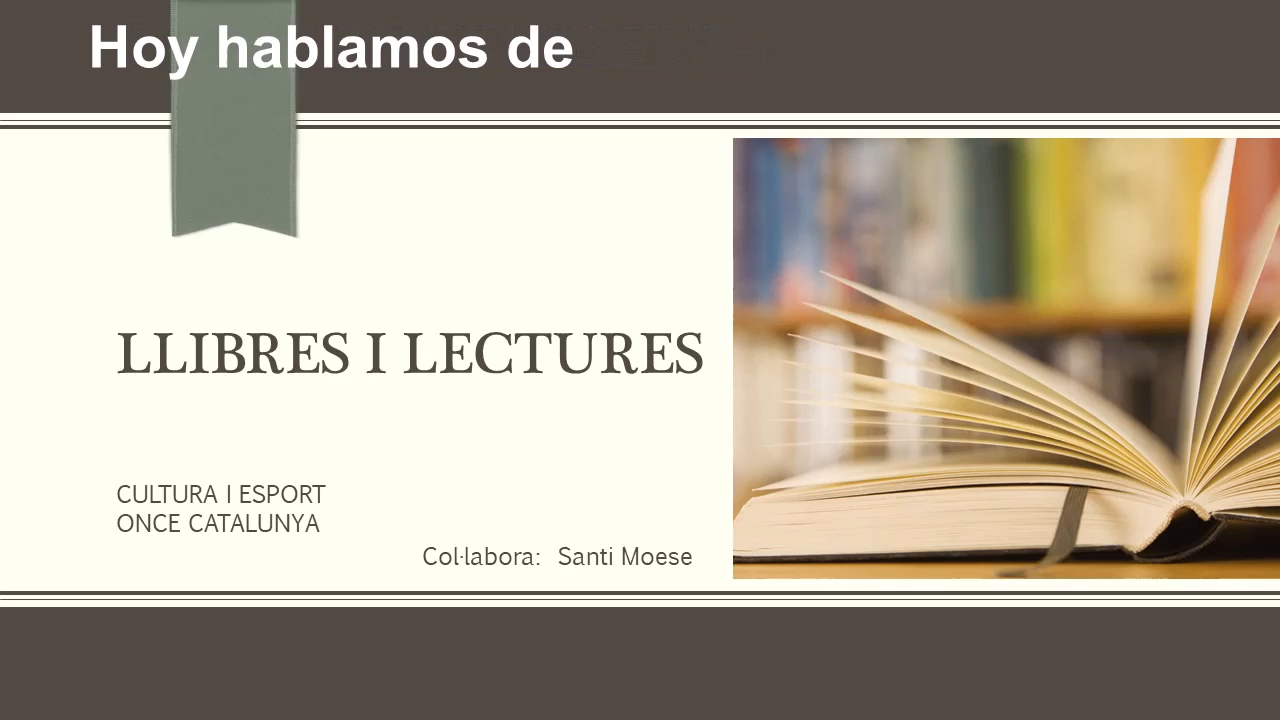 Hoy hablamos de
LLIBRES I LECTURES
CULTURA I ESPORT
ONCE CATALUNYA
Col·labora: Santi Moese